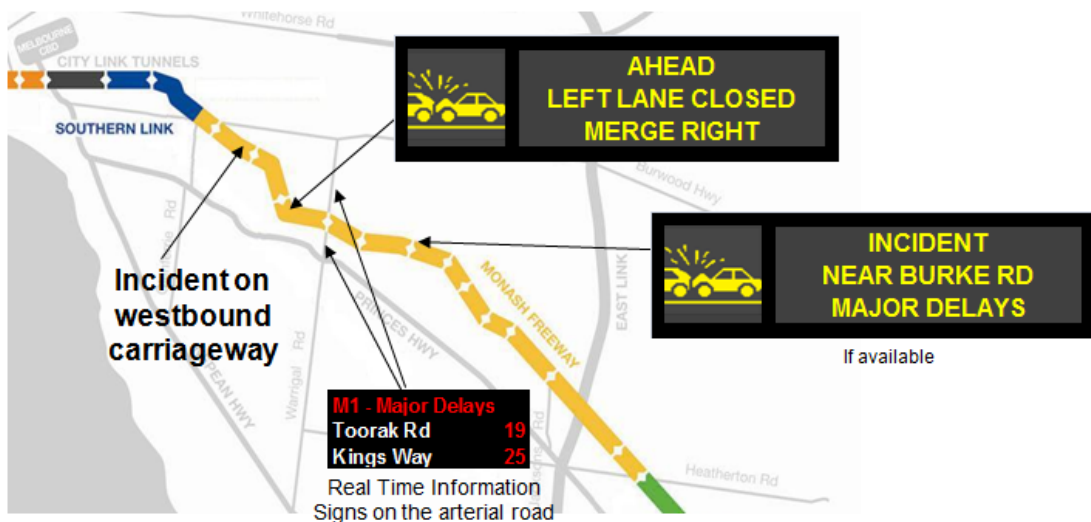 Whitehorse Rd
MELBOURNE
CBD
CITY LINK TUNNELS
SOUTHERN LINK
AHEAD
LEFT LANE CLOSED
MERGE RIGHT
Burwood Hwy
INCIDENT
NEAR BURKE RD
MAJOR DELAYS
If available
Incident on
westbound
carriageway
Rd
MONASH FREEWAY
EAST LINK
PRINCES HWY
Warrigal Rd
PEAN HWY
M1 - Major Delays
Toorak Rd 19
Kings Way 25
Real Time Information
Signs on the arterial road
Heatherton Rd